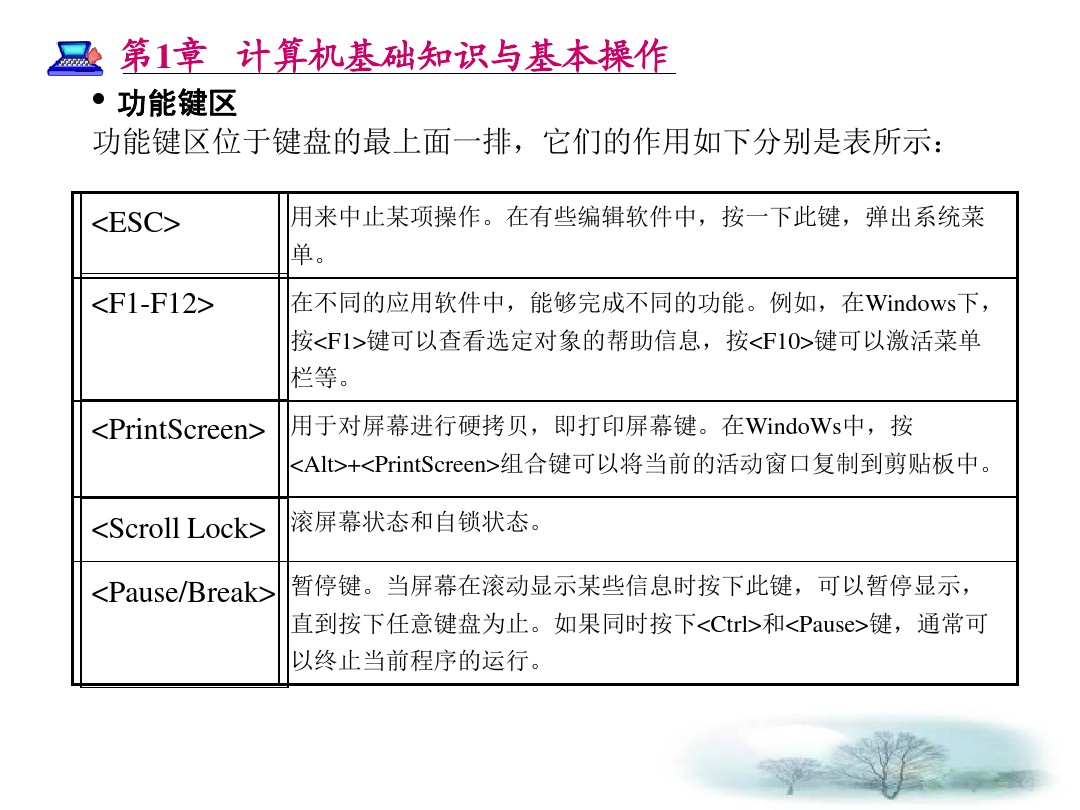 第1章 计算机基础知识与基本操作
• 功能键区
功能键区位于键盘的最上面一排，它们的作用如下分别是表所示：
<ESC>
用来中止某项操作。在有些编辑软件中，按一下此键，弹出系统菜
单。
<F1-F12>
在不同的应用软件中，能够完成不同的功能。例如，在Windows下，
按<F1>键可以查看选定对象的帮助信息，按<F10>键可以激活菜单
栏等。
<PrintScreen>
用于对屏幕进行硬拷贝，即打印屏幕键。在WindoWs中，按
<Alt>+<PrintScreen>组合键可以将当前的活动窗口复制到剪贴板中。
<Scroll Lock>
滚屏幕状态和自锁状态。
<Pause/Break>
暂停键。当屏幕在滚动显示某些信息时按下此键，可以暂停显示，
直到按下任意键盘为止。如果同时按下<Ctrl>和<Pause>键，通常可
以终止当前程序的运行。